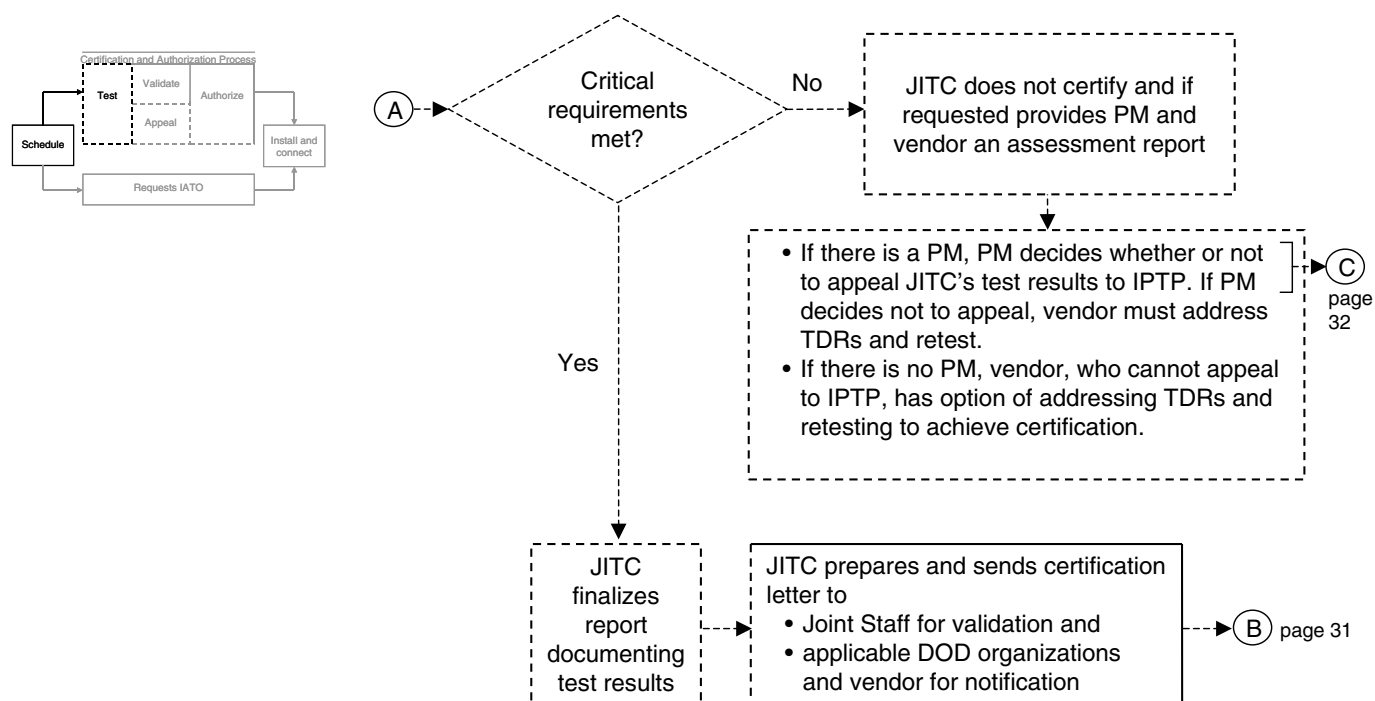 Certification and Authorization Process
Test
Validate
Appeal
Authorize
Schedule
Install and
connect
Requests IATO
A
Critical
requirements
met?
No
JITC does not certify and if
requested provides PM and
vendor an assessment report
• If there is a PM, PM decides whether or not
to appeal JITC's test results to IPTP. If PM
decides not to appeal, vendor must address
TDRs and retest.
• If there is no PM, vendor, who cannot appeal
to IPTP, has option of addressing TDRs and
retesting to achieve certification.
C
page
32
Yes
JITC
finalizes
report
documenting
test results
JITC prepares and sends certification
letter to
• Joint Staff for validation and
• applicable DOD organizations
and vendor for notification
B
page 31